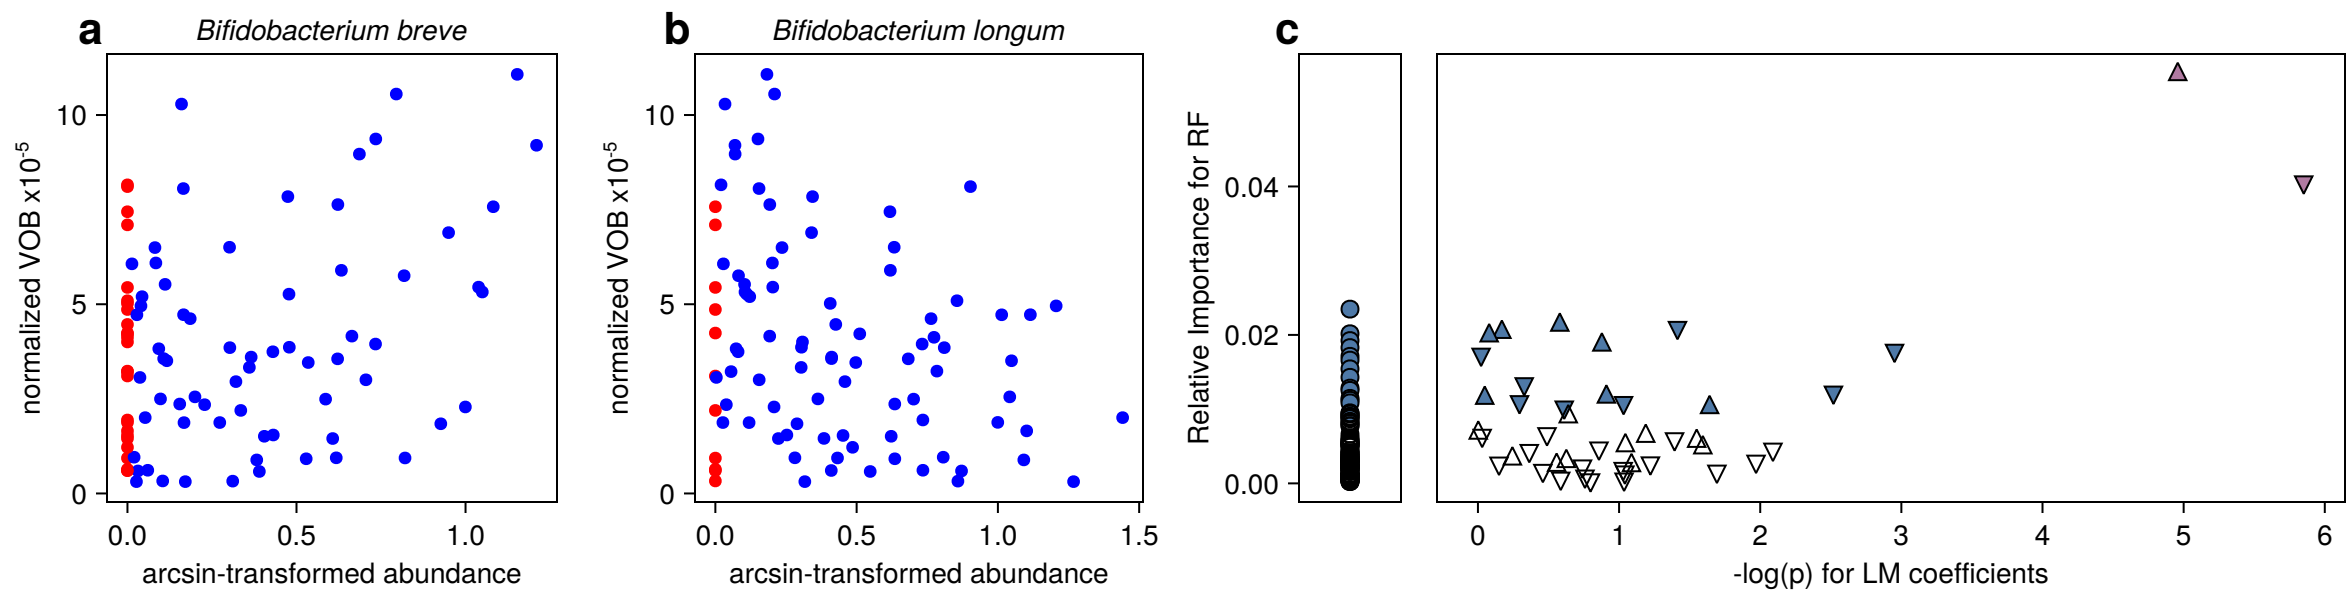 a
Bifidobacterium breve
normalized VOB x10-5
10
5
0
0.0 0.5 1.0
arcsin-transformed abundance
b
Bifidobacterium longum
normalized VOB x10-5
10
5
0
0.0 0.5 1.0 1.5
arcsin-transformed abundance
c
Relative Importance for RF
0.04
0.02
0.00
0 1 2 3 4 5 6
-log(p) for LM coefficients